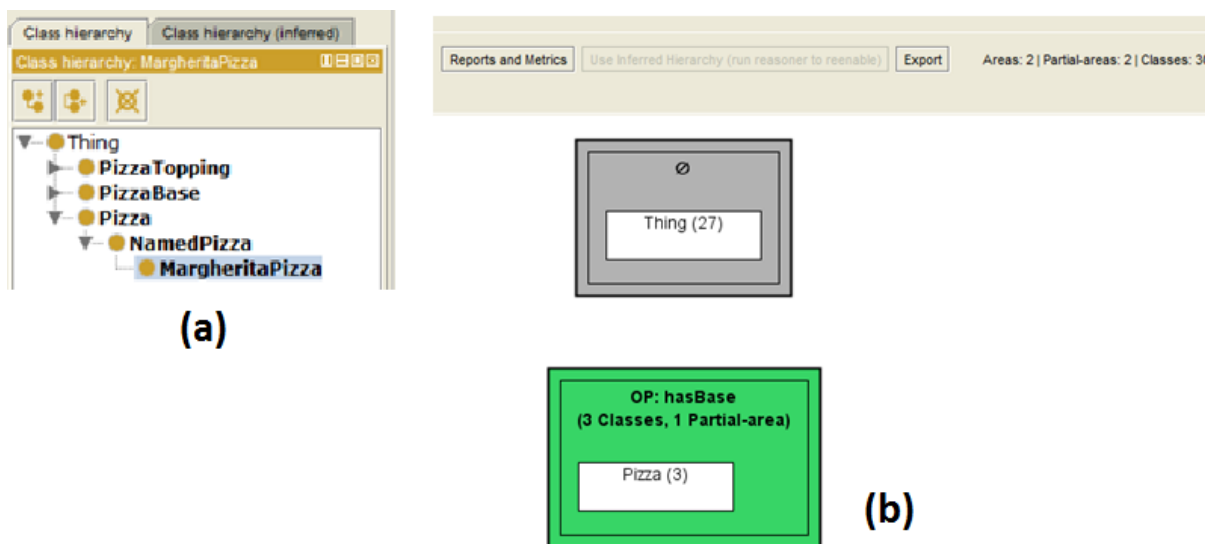 Class hierarchy
Class hierarchy (inferred)
Class hierarchy: MargheritaPizza
Thing
PizzaTopping
PizzaBase
Pizza
NamedPizza
MargheritaPizza
(a)
Reports and Metrics
Use Inferred Hierarchy (run reasoner to reenable)
Export
Areas: 2 | Partial-areas: 2 | Classes: 30
∅
Thing (27)
OP: hasBase
(3 Classes, 1 Partial-area)
Pizza (3)
(b)